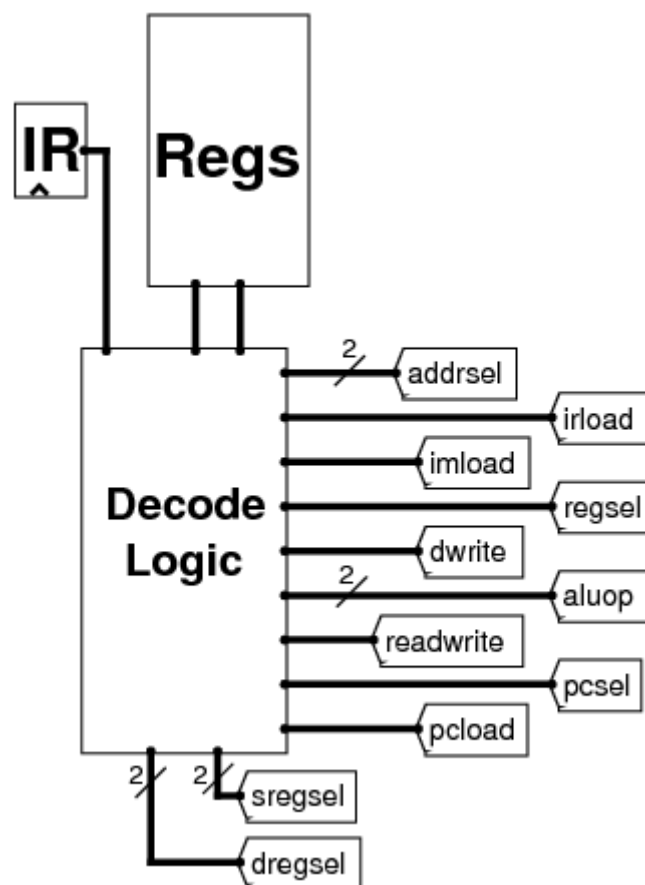 Regs
IR
2
addrsel
irload
imload
Decode
Logic
regsel
dwrite
2
aluop
readwrite
pcsel
pcload
2
2
sregsel
dregsel